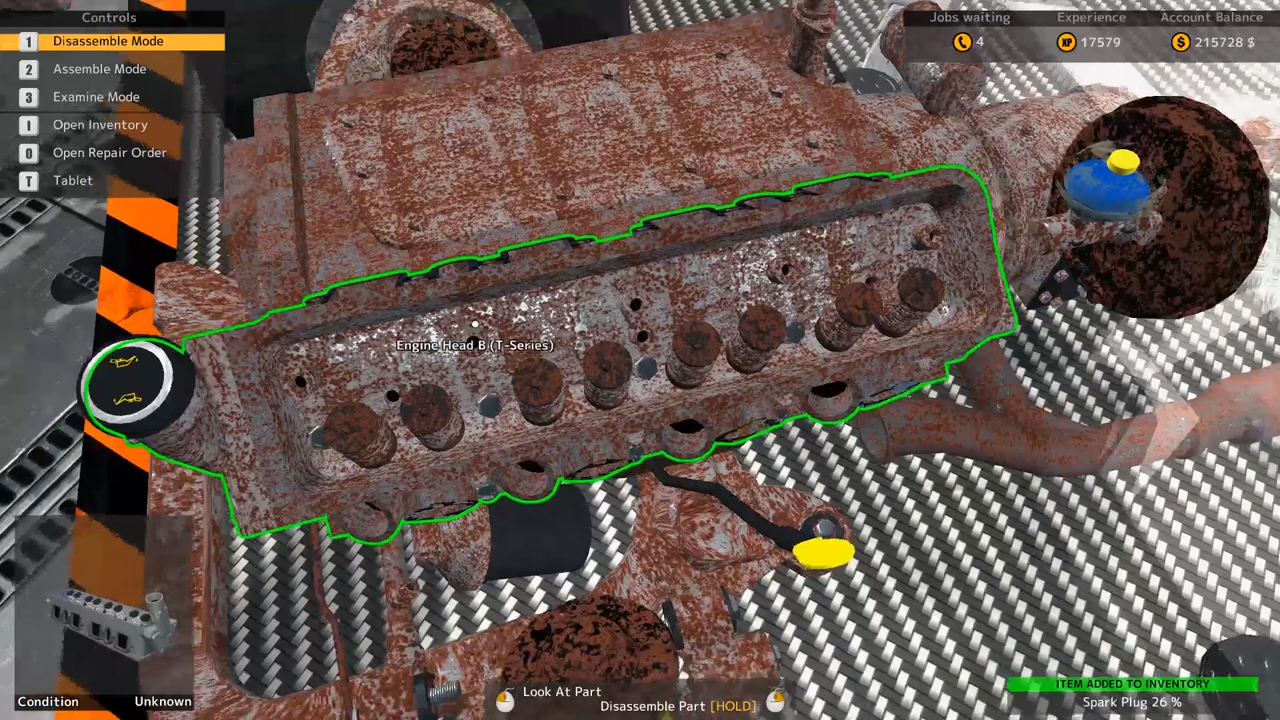 Controls
1 Disassemble Mode
2 Assemble Mode
3 Examine Mode
I Open Inventory
O Open Repair Order
T Tablet
Jobs waiting Experience Account Balance
4 XP 17579 $ 215728 $
Engine Head B (T-Series)
Condition Unknown
Look At Part
Disassemble Part [HOLD]
ITEM ADDED TO INVENTORY
Spark Plug 26 %